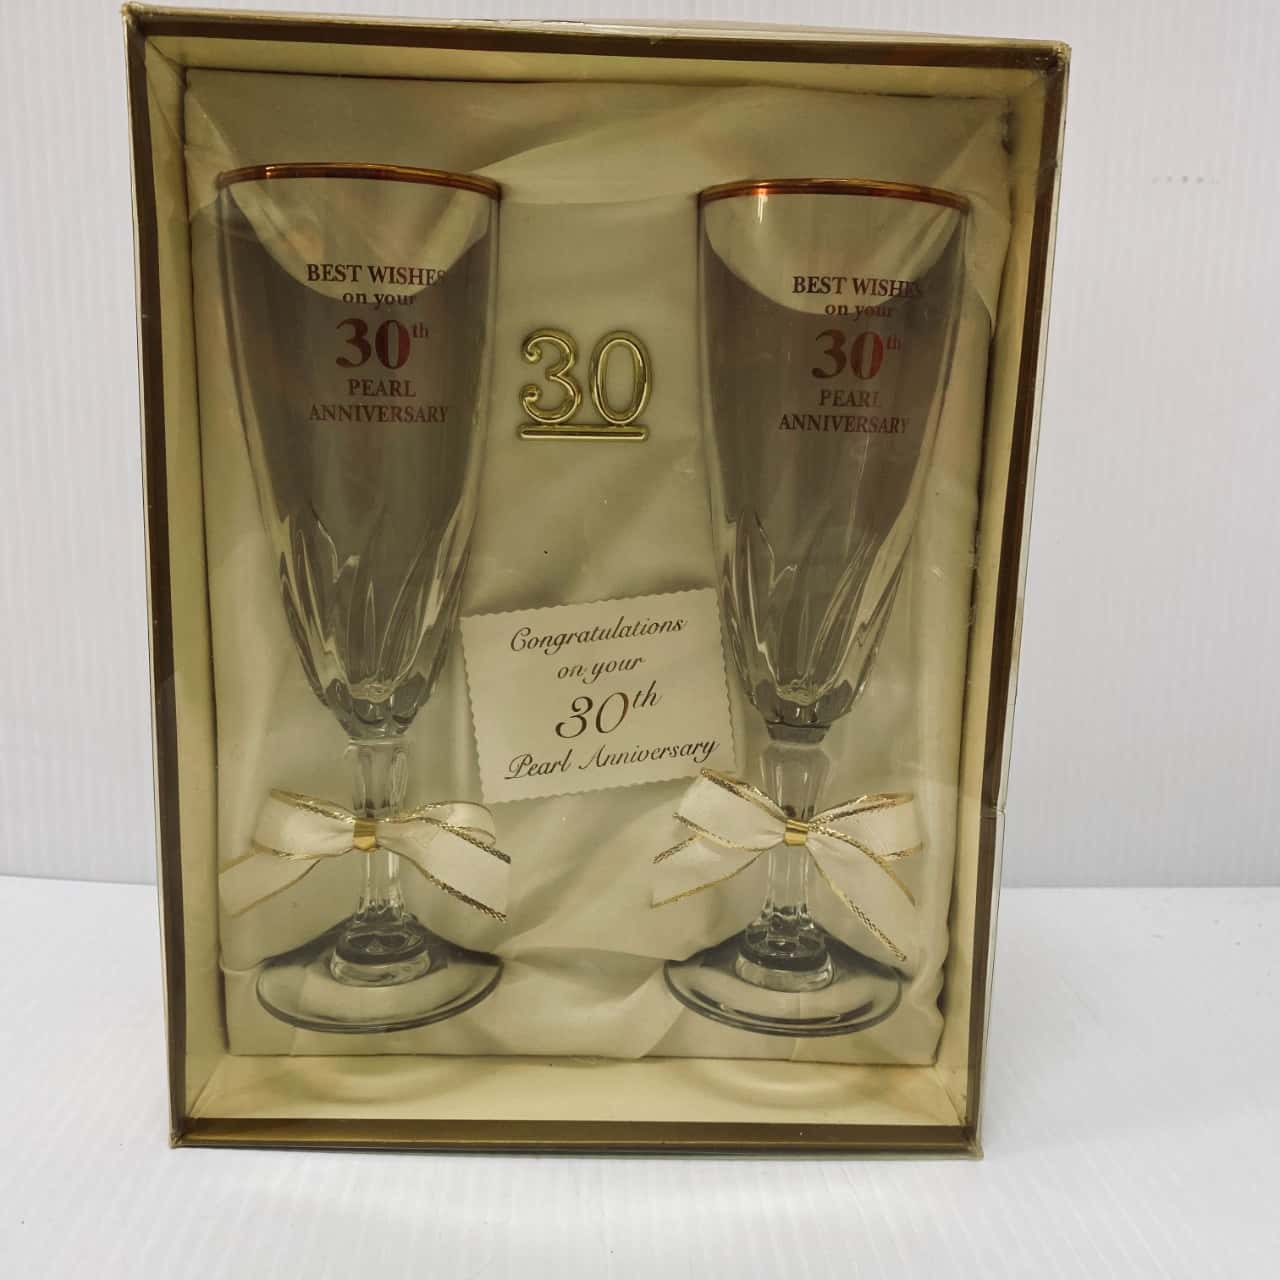 BEST WISHES
on your
30th
PEARL
ANNIVERSARY
30
BEST WISHES
on your
30th
PEARL
ANNIVERSARY
Congratulations
on your
30th
Pearl Anniversary